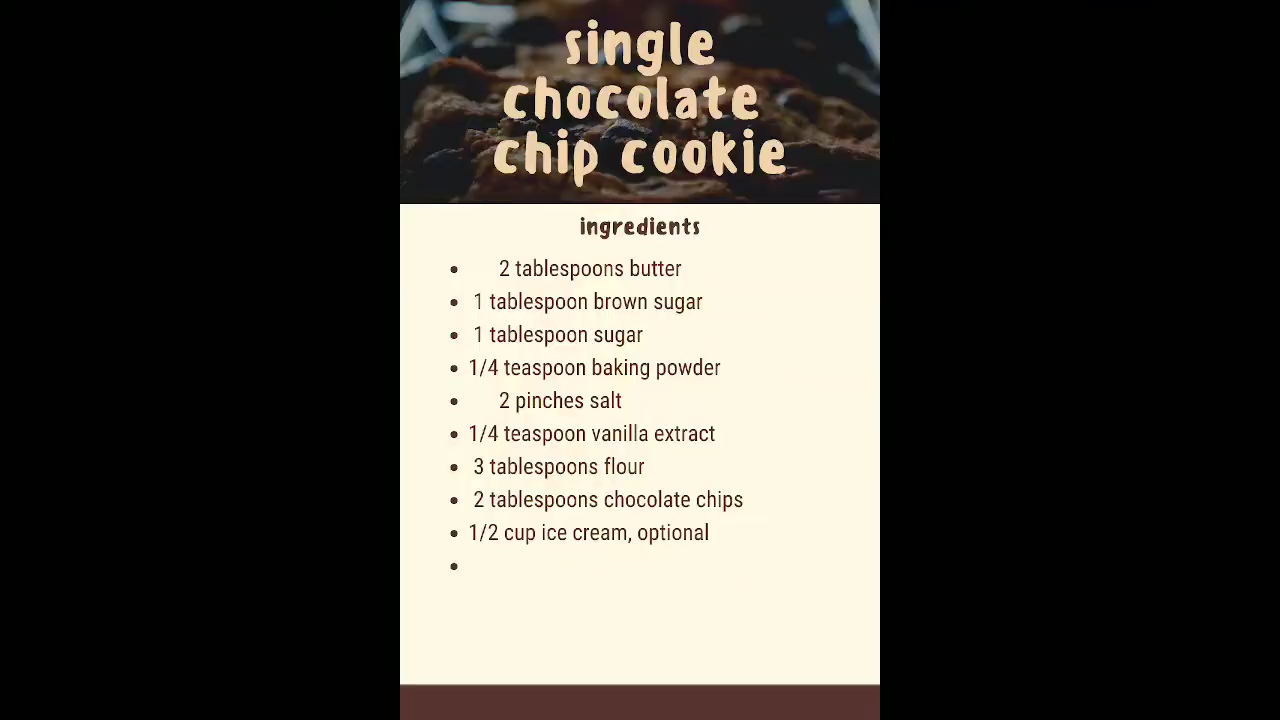 single
chocolate
chip cookie
ingredients
• 2 tablespoons butter
• 1 tablespoon brown sugar
• 1 tablespoon sugar
• 1/4 teaspoon baking powder
• 2 pinches salt
• 1/4 teaspoon vanilla extract
• 3 tablespoons flour
• 2 tablespoons chocolate chips
• 1/2 cup ice cream, optional
•